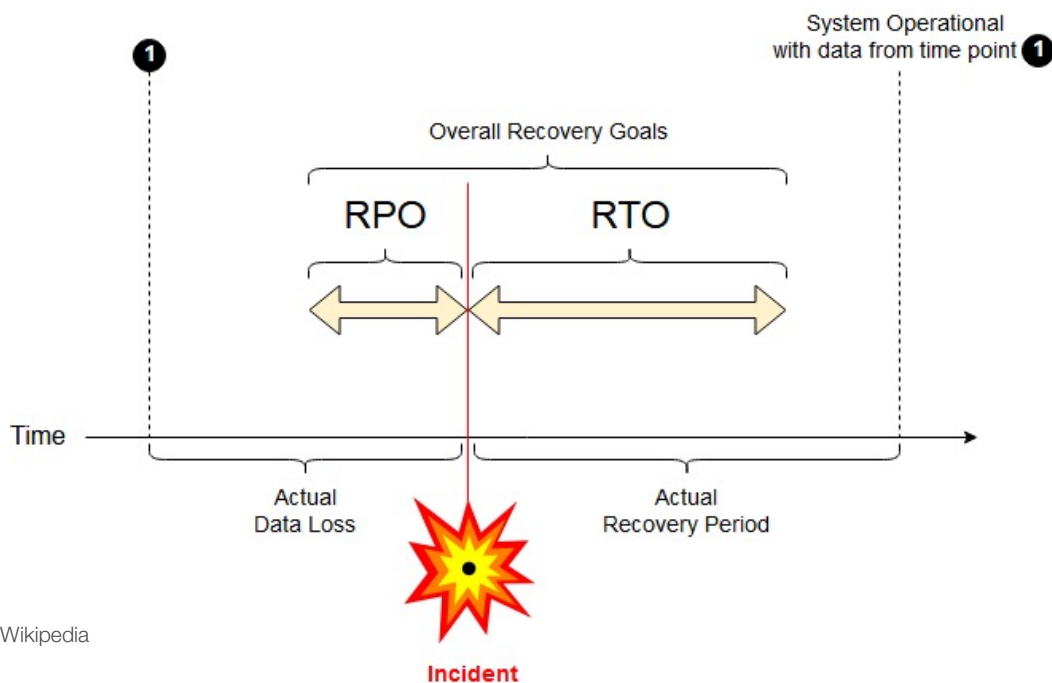 1
System Operational
with data from time point 1
Overall Recovery Goals
RPO
RTO
Time
Actual
Data Loss
Actual
Recovery Period
Wikipedia
Incident